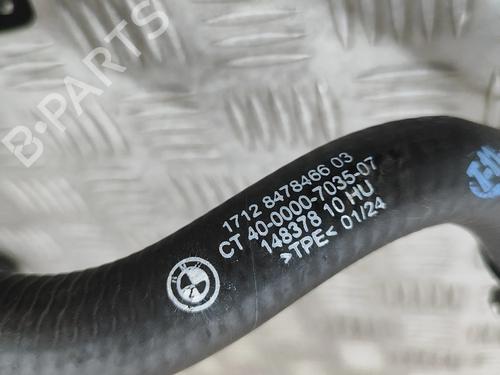 B-PARTS
1712 8478466 03
CT 40-0000-7035-07
148378 10 HU
>TPE< 01/24